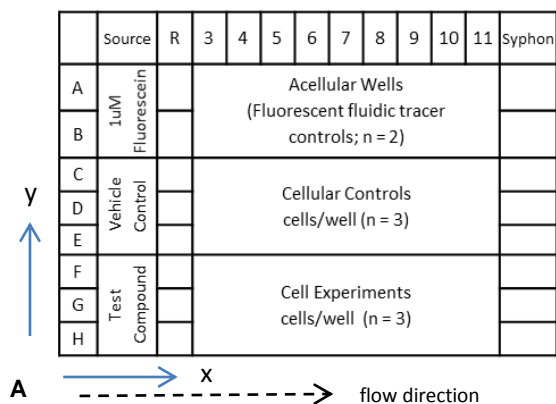 Source R 3 4 5 6 7 8 9 10 11 Syphon
A
B
1uM
Fluorescein
Acellular Wells
(Fluorescent fluidic tracer
controls; n = 2)
C
D
E
Vehicle
Control
Cellular Controls
cells/well (n = 3)
F
G
H
Test
Compound
Cell Experiments
cells/well (n = 3)
y
x
A
flow direction